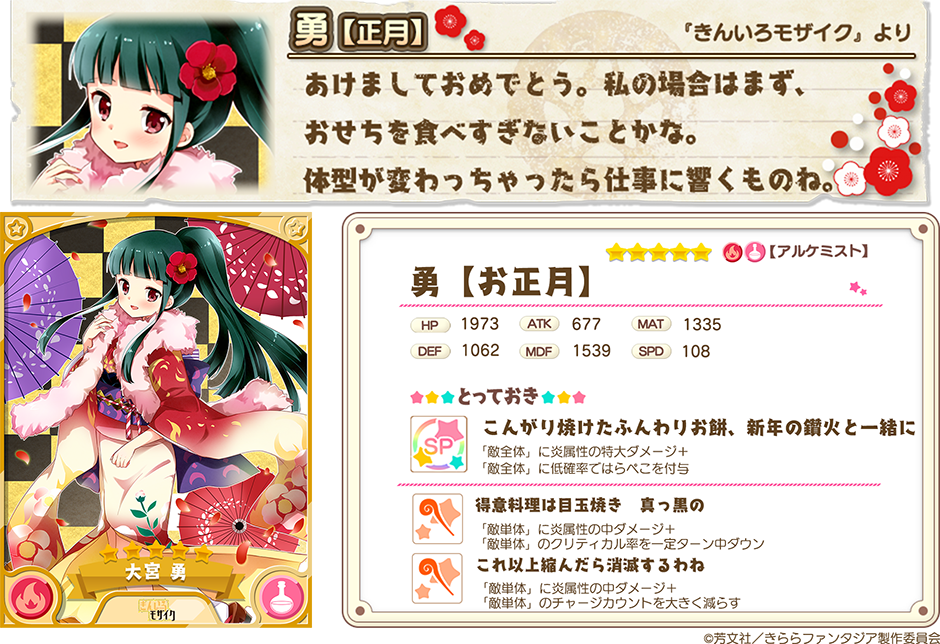 勇【正月】
『きんいろモザイク』より
あけましておめでとう。私の場合はまず、
おせちを食べすぎないことかな。
体型が変わっちゃったら仕事に響くものね。
大宮 勇
モザイク
【アルケミスト】
勇【お正月】
HP 1973 ATK 677 MAT 1335
DEF 1062 MDF 1539 SPD 108
とっておき
SP
こんがり焼けたふんわりお餅、新年の鑽火と一緒に
「敵全体」に炎属性の特大ダメージ+
「敵全体」に低確率ではらぺこを付与
得意料理は目玉焼き 真っ黒の
「敵単体」に炎属性の中ダメージ+
「敵単体」のクリティカル率を一定ターン中ダウン
これ以上縮んだら消滅するわね
「敵単体」に炎属性の中ダメージ+
「敵単体」のチャージカウントを大きく減らす
©芳文社／きららファンタジア製作委員会